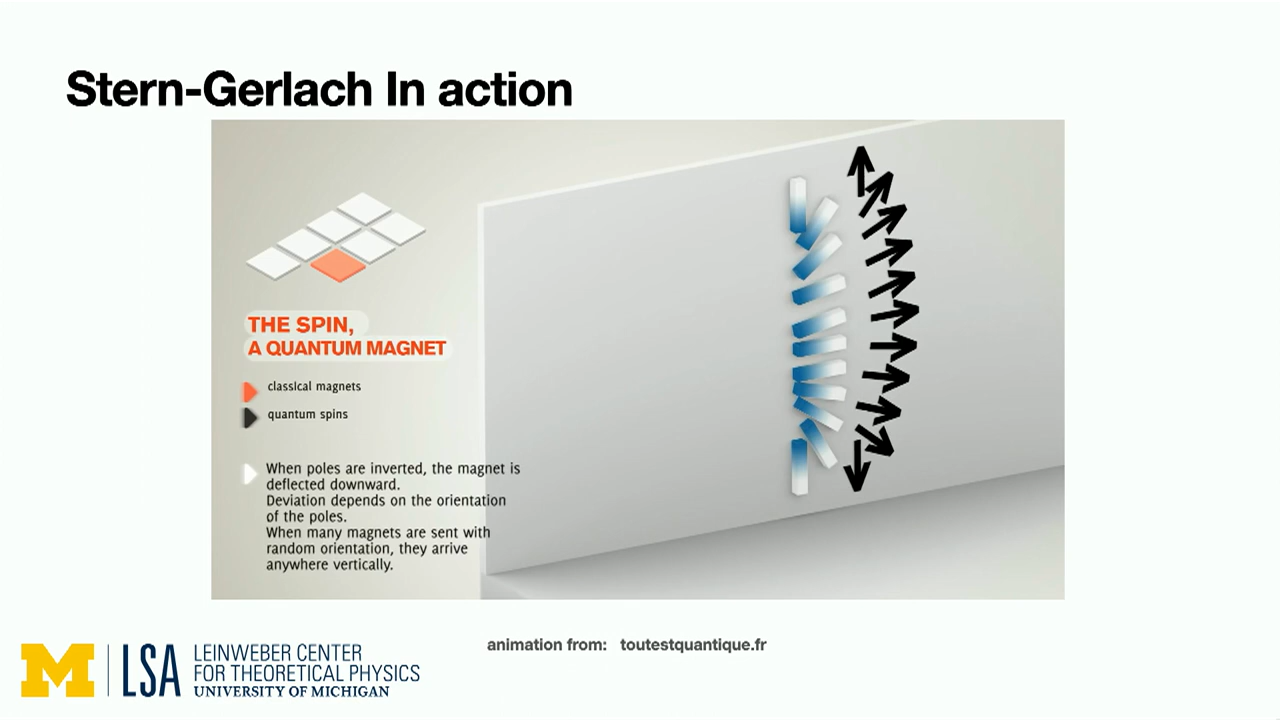 Stern-Gerlach In action
THE SPIN,
A QUANTUM MAGNET
classical magnets
quantum spins
When poles are inverted, the magnet is
deflected downward.
Deviation depends on the orientation
of the poles.
When many magnets are sent with
random orientation, they arrive
anywhere vertically.
animation from: toutestquantique.fr
M
LSA
LEINWEBER CENTER
FOR THEORETICAL PHYSICS
UNIVERSITY OF MICHIGAN